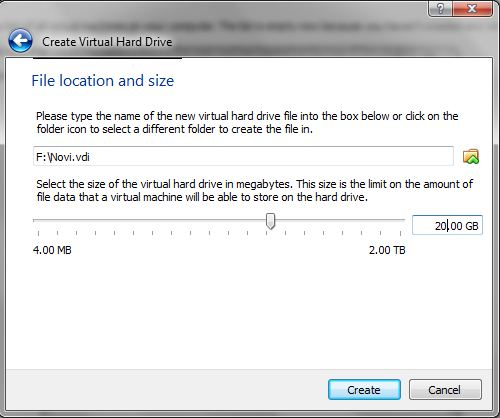 Create Virtual Hard Drive
File location and size
Please type the name of the new virtual hard drive file into the box below or click on the
folder icon to select a different folder to create the file in.
F:\Novi.vdi
Select the size of the virtual hard drive in megabytes. This size is the limit on the amount of
file data that a virtual machine will be able to store on the hard drive.
20.00 GB
4.00 MB 2.00 TB
Create Cancel